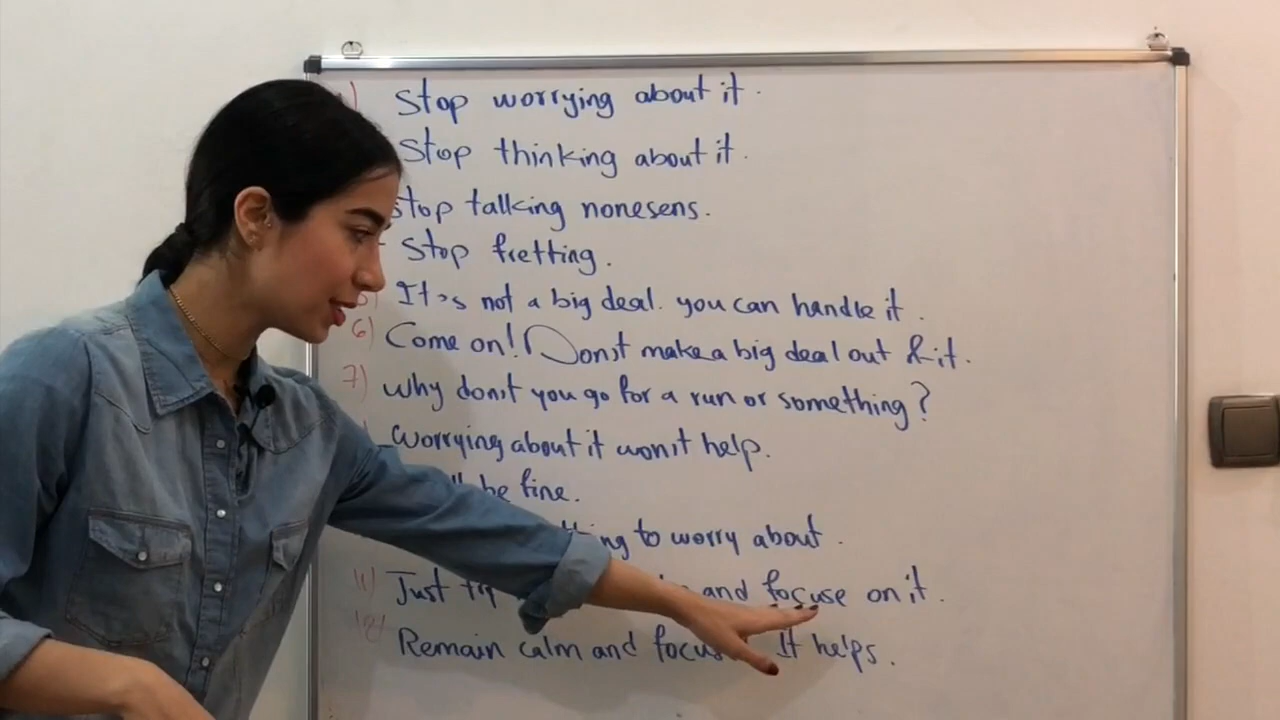 ) Stop worrying about it.
Stop thinking about it.
Stop talking nonesens.
Stop fretting.
It's not a big deal. you can handle it.
6) Come on! Don't make a big deal out of it.
7) Why don't you go for a run or something?
Worrying about it won't help.
be fine.
to worry about.
11) Just and focuse on it.
12) Remain calm and It helps.